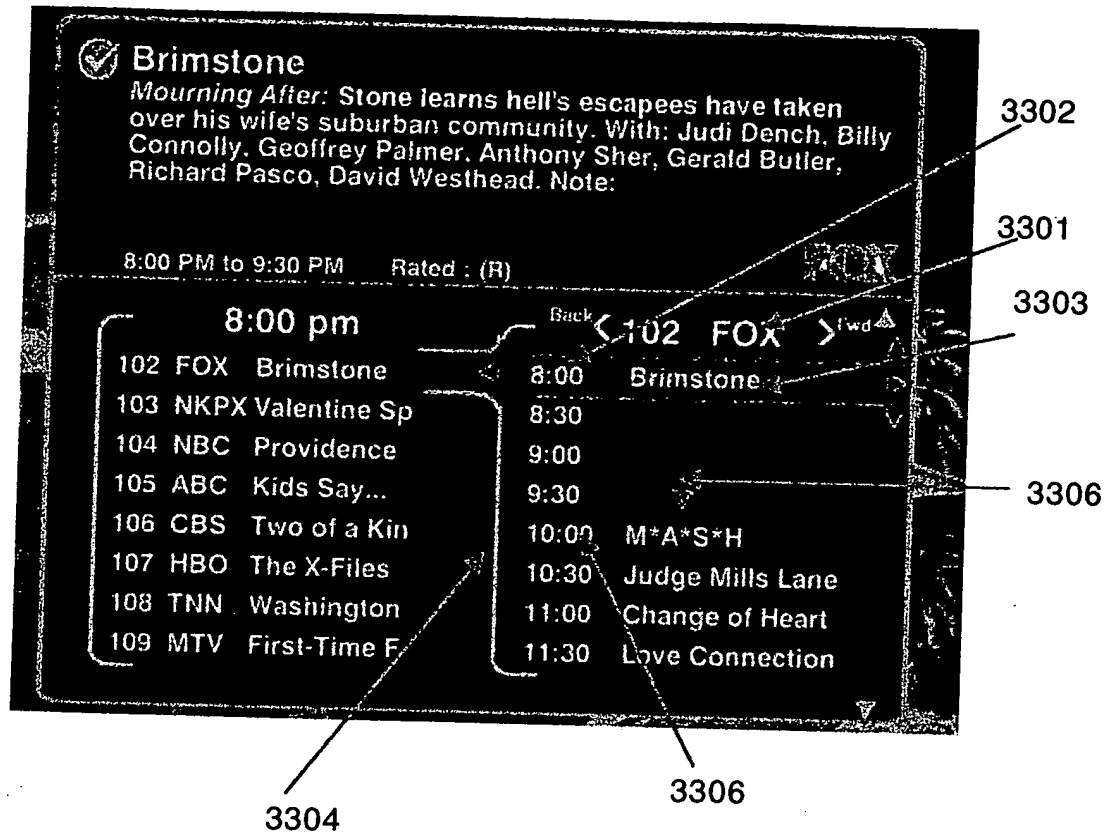 Brimstone
Mourning After: Stone learns hell's escapees have taken
over his wife's suburban community. With: Judi Dench, Billy
Connolly, Geoffrey Palmer, Anthony Sher, Gerald Butler,
Richard Pasco, David Westhead. Note:
8:00 PM to 9:30 PM Rated : (R)
FOX
8:00 pm
102 FOX Brimstone
103 NKPX Valentine Sp
104 NBC Providence
105 ABC Kids Say...
106 CBS Two of a Kin
107 HBO The X-Files
108 TNN Washington
109 MTV First-Time F
Back < 102 FOX > fwd
8:00 Brimstone
8:30
9:00
9:30
10:00 M*A*S*H
10:30 Judge Mills Lane
11:00 Change of Heart
11:30 Love Connection
3302
3301
3303
3306
3306
3304